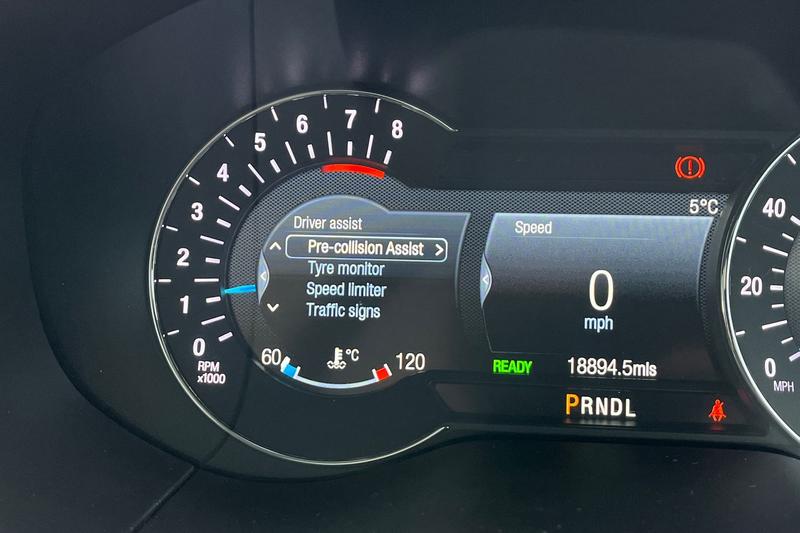 0
1
2
3
4
5
6
7
8
RPM
x1000
Driver assist
Pre-collision Assist
Tyre monitor
Speed limiter
Traffic signs
60
°C
120
5°C
Speed
0
mph
READY
18894.5mls
PRNDL
40
20
0
MPH